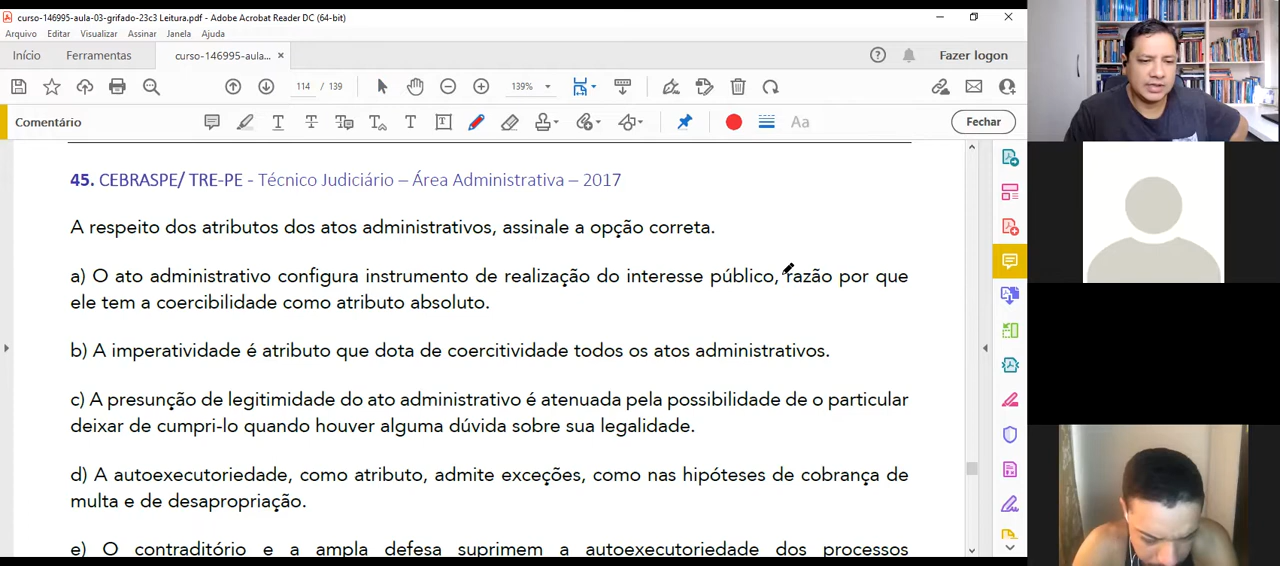 curso-146995-aula-03-grifado-23c3 Leitura.pdf - Adobe Acrobat Reader DC (64-bit)
Arquivo Editar Visualizar Assinar Janela Ajuda
Início Ferramentas curso-146995-aula... × Fazer logon
114 / 139 139%
Comentário Aa Fechar
45. CEBRASPE/ TRE-PE - Técnico Judiciário – Área Administrativa – 2017
A respeito dos atributos dos atos administrativos, assinale a opção correta.
a) O ato administrativo configura instrumento de realização do interesse público, razão por que
ele tem a coercibilidade como atributo absoluto.
b) A imperatividade é atributo que dota de coercitividade todos os atos administrativos.
c) A presunção de legitimidade do ato administrativo é atenuada pela possibilidade de o particular
deixar de cumpri-lo quando houver alguma dúvida sobre sua legalidade.
d) A autoexecutoriedade, como atributo, admite exceções, como nas hipóteses de cobrança de
multa e de desapropriação.
e) O contraditório e a ampla defesa suprimem a autoexecutoriedade dos processos